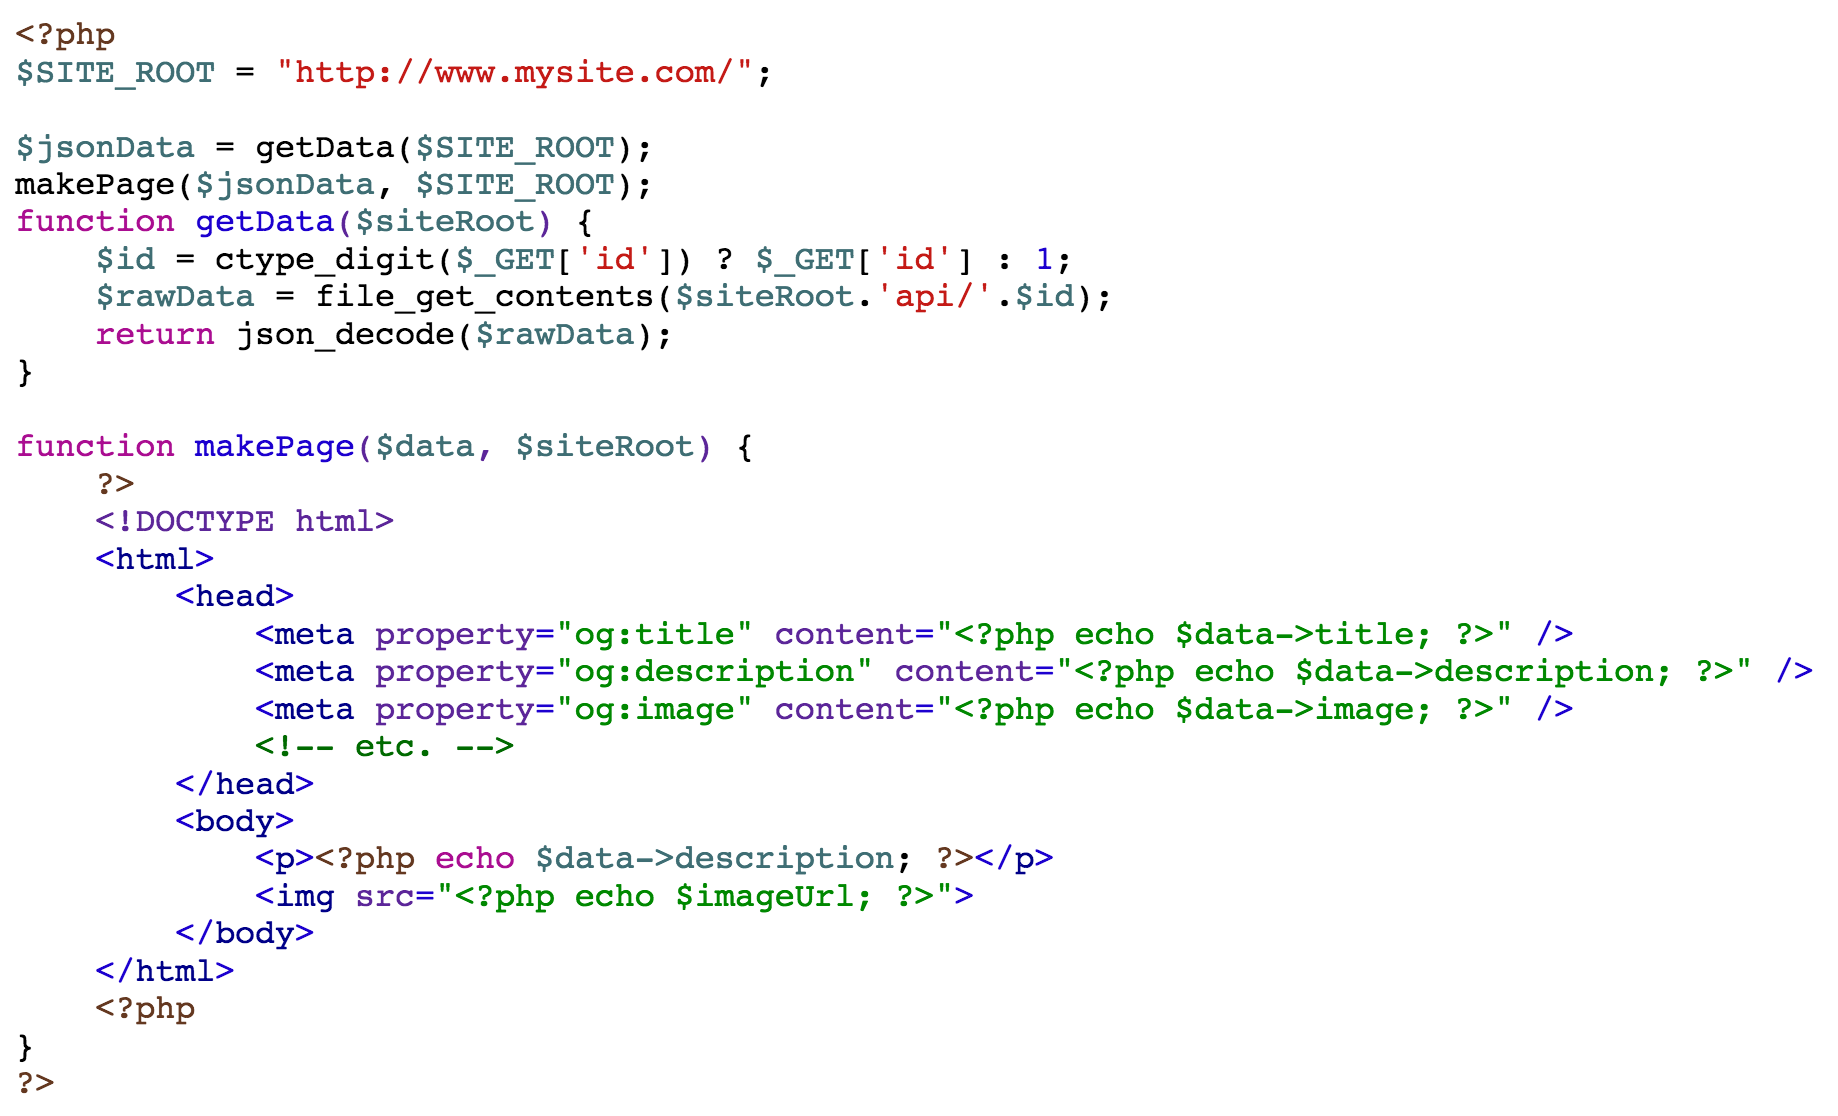 <?php
$SITE_ROOT = "http://www.mysite.com/";

$jsonData = getData($SITE_ROOT);
makePage($jsonData, $SITE_ROOT);
function getData($siteRoot) {
    $id = ctype_digit($_GET['id']) ? $_GET['id'] : 1;
    $rawData = file_get_contents($siteRoot.'api/'.$id);
    return json_decode($rawData);
}

function makePage($data, $siteRoot) {
    ?>
    <!DOCTYPE html>
    <html>
        <head>
            <meta property="og:title" content="<?php echo $data->title; ?>" />
            <meta property="og:description" content="<?php echo $data->description; ?>" />
            <meta property="og:image" content="<?php echo $data->image; ?>" />
            <!-- etc. -->
        </head>
        <body>
            <p><?php echo $data->description; ?></p>
            <img src="<?php echo $imageUrl; ?>">
        </body>
    </html>
    <?php
}
?>